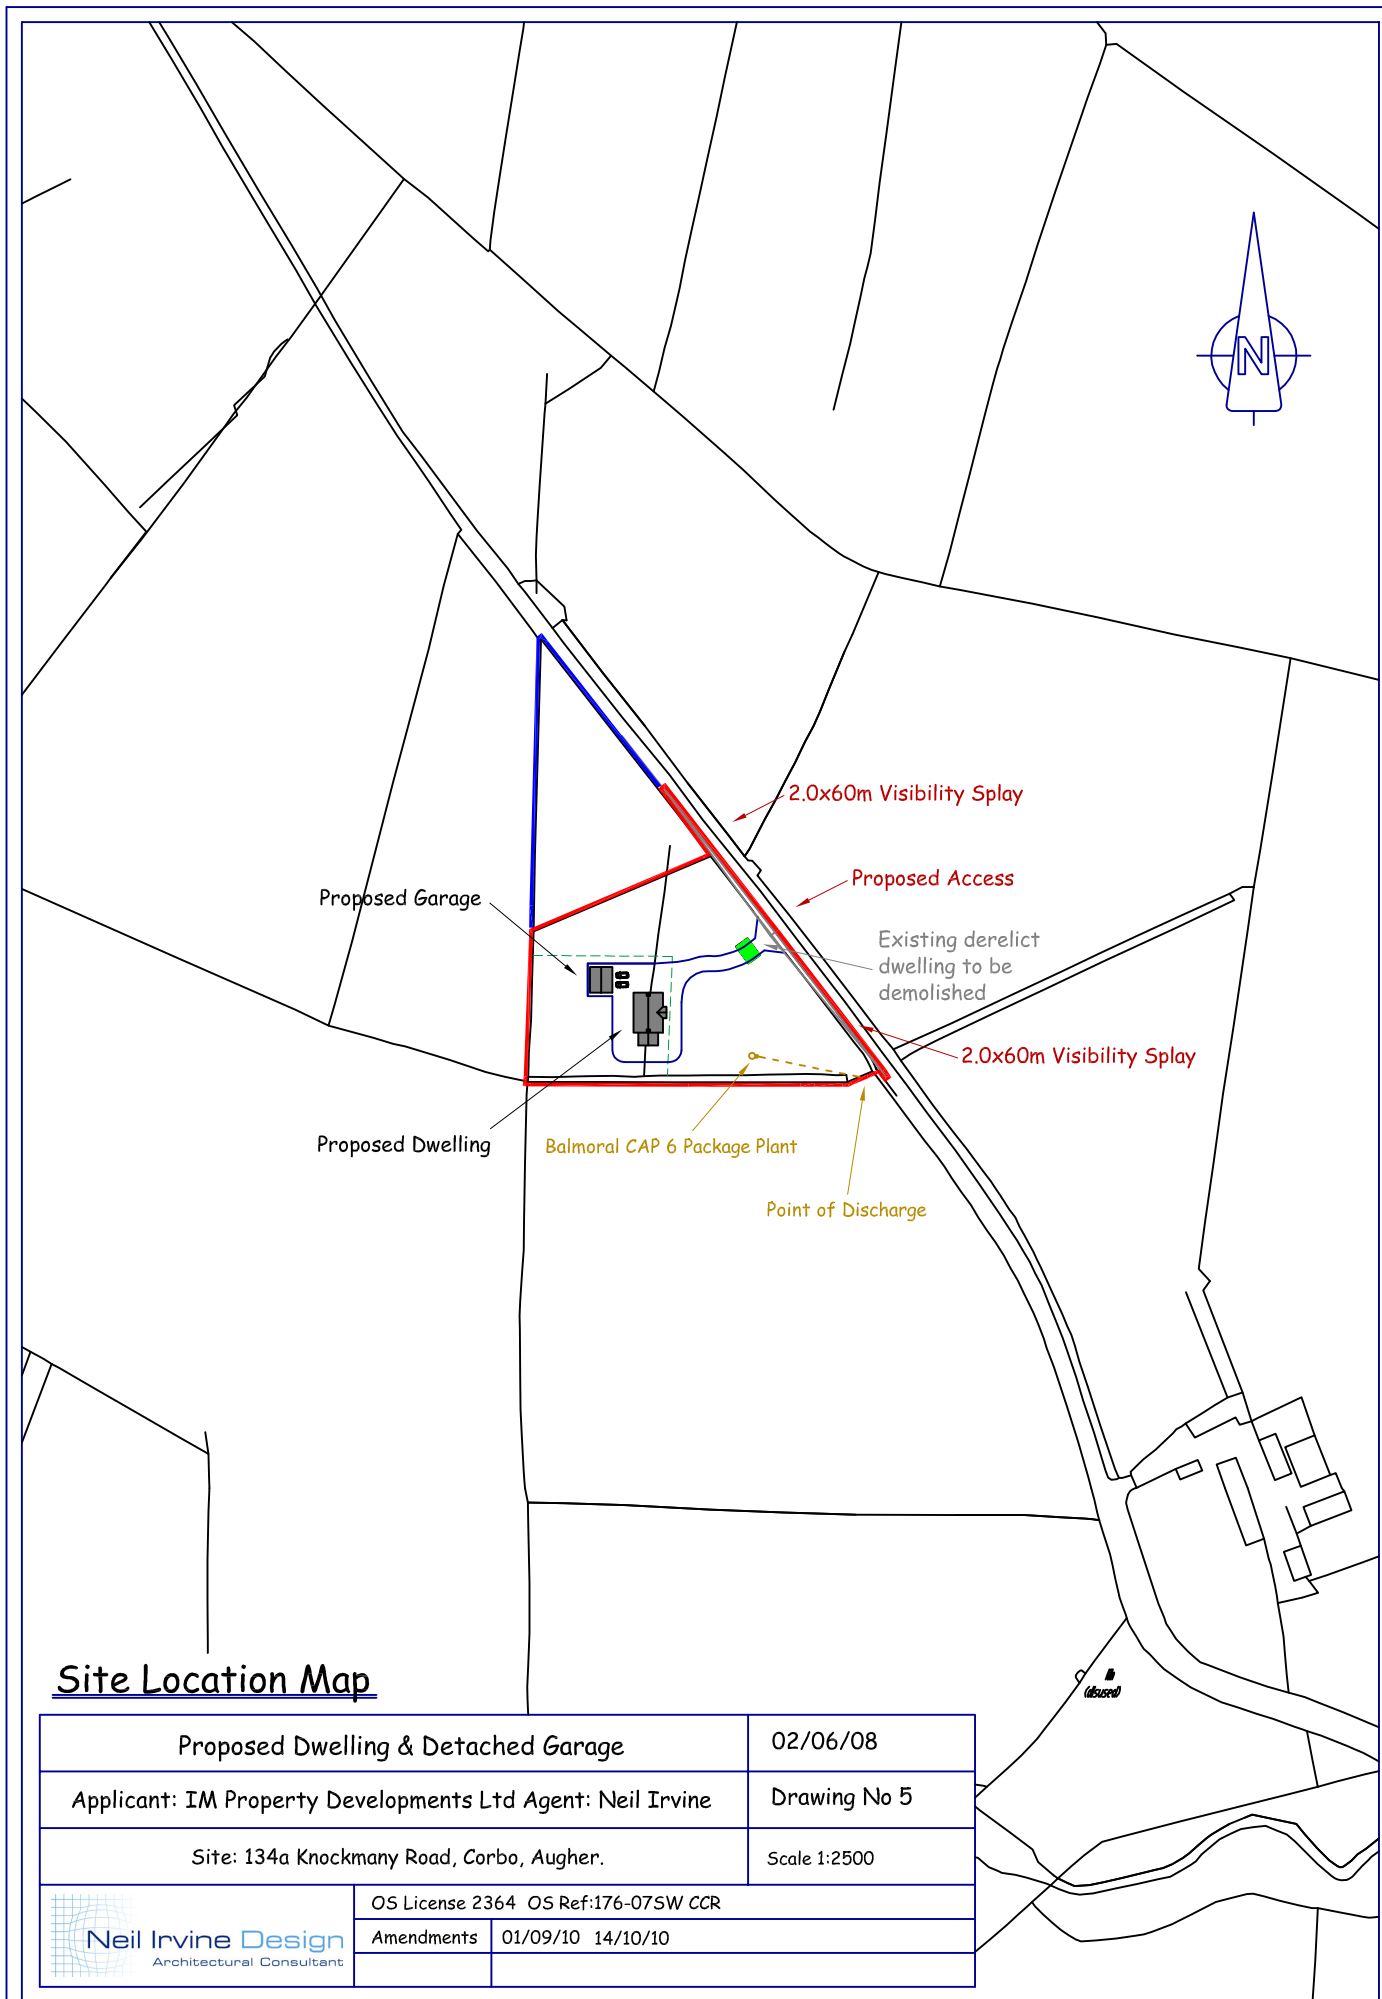 N
2.0x60m Visibility Splay
Proposed Access
Proposed Garage
Existing derelict
dwelling to be
demolished
2.0x60m Visibility Splay
Proposed Dwelling
Balmoral CAP 6 Package Plant
Point of Discharge
(disused)
Site Location Map
Proposed Dwelling & Detached Garage
02/06/08
Applicant: IM Property Developments Ltd Agent: Neil Irvine
Drawing No 5
Site: 134a Knockmany Road, Corbo, Augher.
Scale 1:2500
OS License 2364 OS Ref:176-07SW CCR
Neil Irvine Design
Architectural Consultant
Amendments
01/09/10 14/10/10